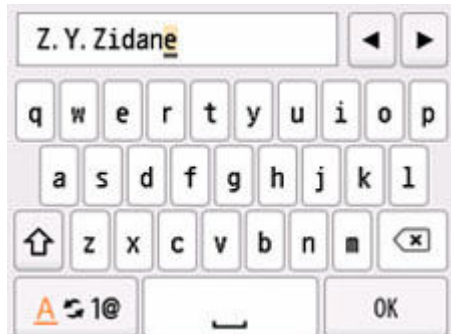 Z. Y. Zidane
q w e r t y u i o p
a s d f g h j k l
z x c v b n m
A 1@ OK